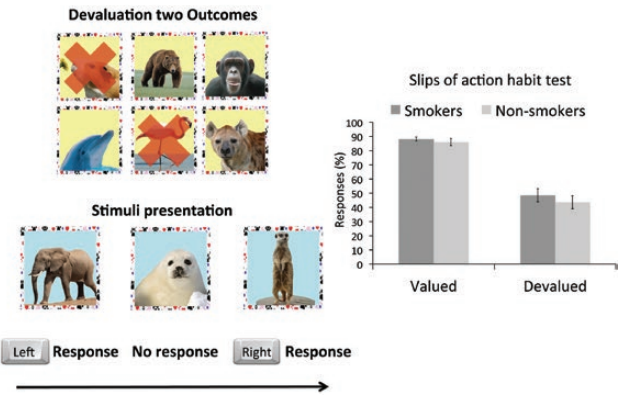 Devaluation two Outcomes
Stimuli presentation
Left Response No response Right Response
Slips of action habit test
Smokers Non-smokers
Responses (%)
100
90
80
70
60
50
40
30
20
10
0
Valued Devalued